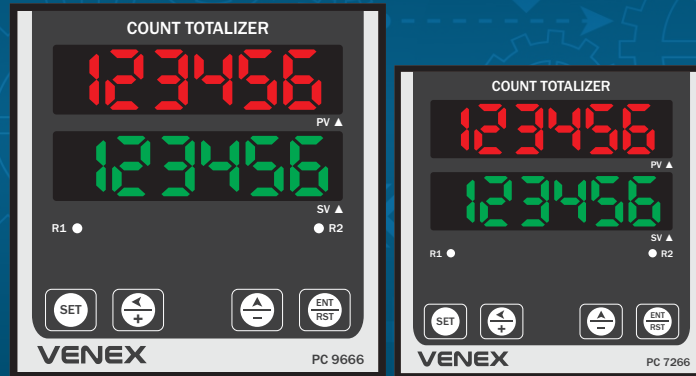 COUNT TOTALIZER
123456
PV ▲
123456
SV ▲
R1 R2
SET + − ENT RST
VENEX PC 9666
COUNT TOTALIZER
123456
PV ▲
123456
SV ▲
R1 R2
SET + − ENT RST
VENEX PC 7266